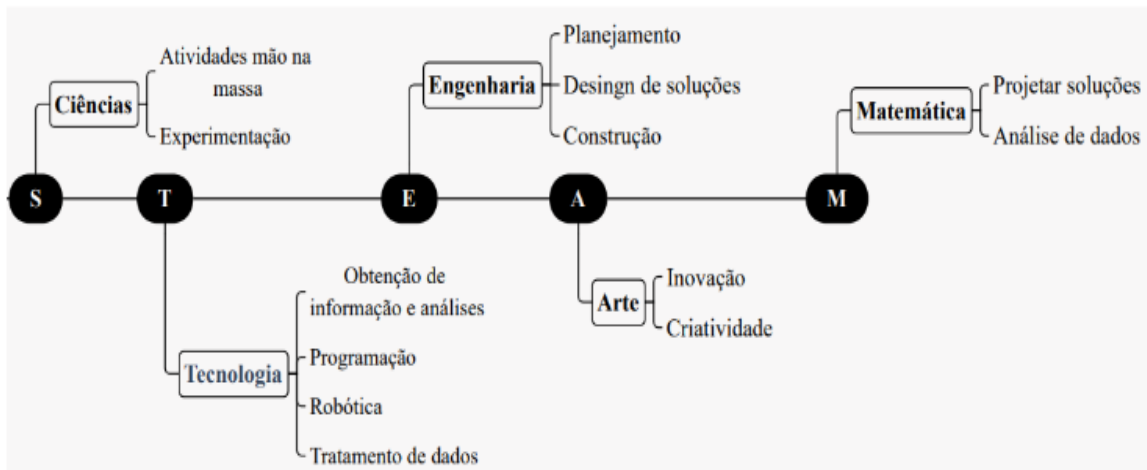 Ciências
Atividades mão na
massa
Experimentação
Engenharia
Planejamento
Desingn de soluções
Construção
Matemática
Projetar soluções
Análise de dados
S
T
E
A
M
Tecnologia
Obtenção de
informação e análises
Programação
Robótica
Tratamento de dados
Arte
Inovação
Criatividade